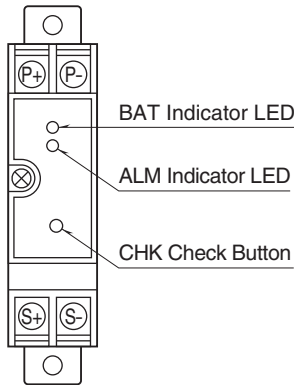 P+ P-
BAT Indicator LED
ALM Indicator LED
CHK Check Button
S+ S-